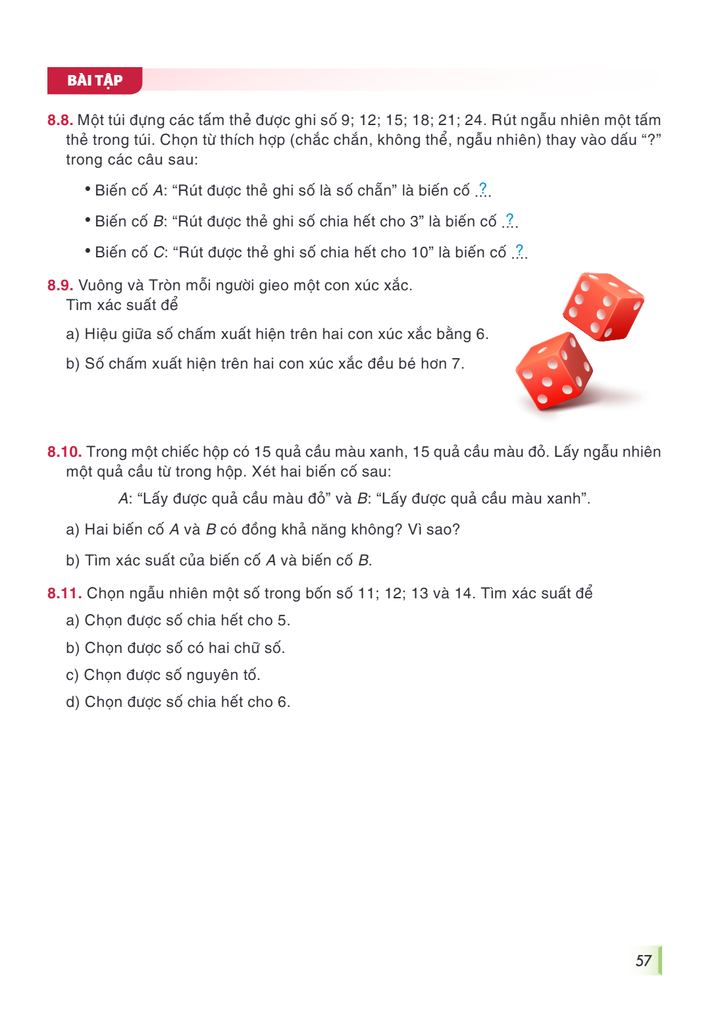 BÀI TẬP
8.8. Một túi đựng các tấm thẻ được ghi số 9; 12; 15; 18; 21; 24. Rút ngẫu nhiên một tấm
thẻ trong túi. Chọn từ thích hợp (chắc chắn, không thể, ngẫu nhiên) thay vào dấu “?”
trong các câu sau:
• Biến cố A: “Rút được thẻ ghi số là số chẵn” là biến cố .?..
• Biến cố B: “Rút được thẻ ghi số chia hết cho 3” là biến cố .?..
• Biến cố C: “Rút được thẻ ghi số chia hết cho 10” là biến cố .?..
8.9. Vuông và Tròn mỗi người gieo một con xúc xắc.
Tìm xác suất để
a) Hiệu giữa số chấm xuất hiện trên hai con xúc xắc bằng 6.
b) Số chấm xuất hiện trên hai con xúc xắc đều bé hơn 7.
8.10. Trong một chiếc hộp có 15 quả cầu màu xanh, 15 quả cầu màu đỏ. Lấy ngẫu nhiên
một quả cầu từ trong hộp. Xét hai biến cố sau:
A: “Lấy được quả cầu màu đỏ” và B: “Lấy được quả cầu màu xanh”.
a) Hai biến cố A và B có đồng khả năng không? Vì sao?
b) Tìm xác suất của biến cố A và biến cố B.
8.11. Chọn ngẫu nhiên một số trong bốn số 11; 12; 13 và 14. Tìm xác suất để
a) Chọn được số chia hết cho 5.
b) Chọn được số có hai chữ số.
c) Chọn được số nguyên tố.
d) Chọn được số chia hết cho 6.
57